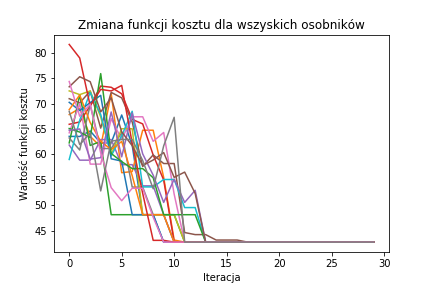 Zmiana funkcji kosztu dla wszyskich osobników
Wartość funkcji kosztu
80
75
70
65
60
55
50
45
0 5 10 15 20 25 30
Iteracja